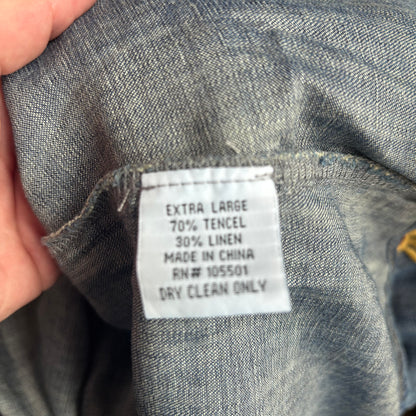 EXTRA LARGE
70% TENCEL
30% LINEN
MADE IN CHINA
RN# 105501
DRY CLEAN ONLY